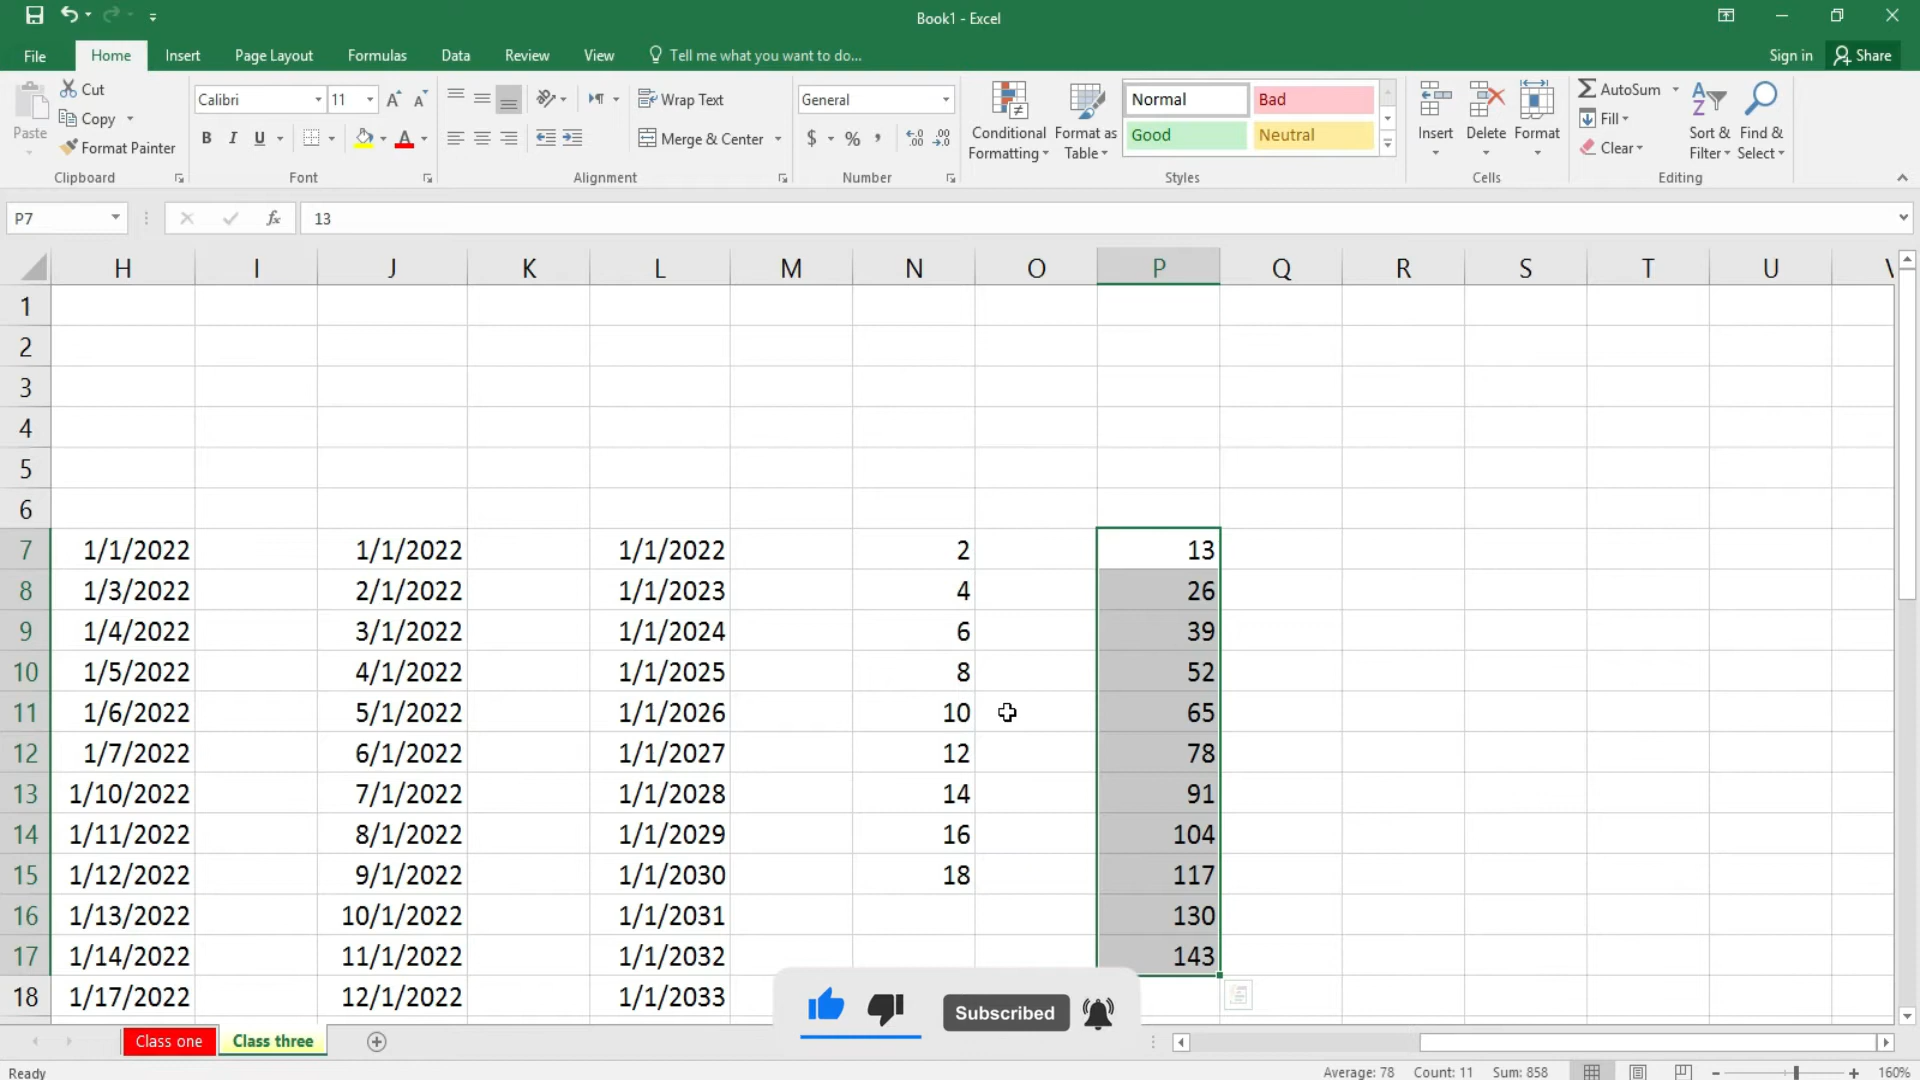 Book1 - Excel
File Home Insert Page Layout Formulas Data Review View Tell me what you want to do... Sign in Share
Paste
Cut
Copy
Format Painter
Clipboard
Calibri 11
B I U
Font
Wrap Text
Merge & Center
Alignment
General
$ % ,
Number
Conditional Formatting
Format as Table
Normal Bad
Good Neutral
Styles
Insert Delete Format
Cells
AutoSum
Fill
Clear
Sort & Filter
Find & Select
Editing
P7 fx 13
H I J K L M N O P Q R S T U V
1
2
3
4
5
6
7 1/1/2022 1/1/2022 1/1/2022 2 13
8 1/3/2022 2/1/2022 1/1/2023 4 26
9 1/4/2022 3/1/2022 1/1/2024 6 39
10 1/5/2022 4/1/2022 1/1/2025 8 52
11 1/6/2022 5/1/2022 1/1/2026 10 65
12 1/7/2022 6/1/2022 1/1/2027 12 78
13 1/10/2022 7/1/2022 1/1/2028 14 91
14 1/11/2022 8/1/2022 1/1/2029 16 104
15 1/12/2022 9/1/2022 1/1/2030 18 117
16 1/13/2022 10/1/2022 1/1/2031 130
17 1/14/2022 11/1/2022 1/1/2032 143
18 1/17/2022 12/1/2022 1/1/2033
Subscribed
Class one Class three
Ready Average: 78 Count: 11 Sum: 858 160%